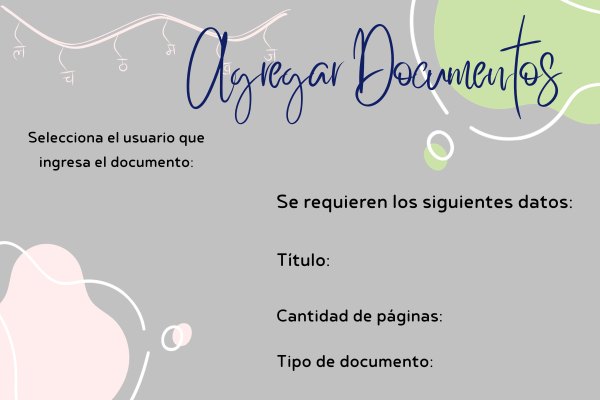 Agregar Documentos
ल
च
ठ
म
ज
Selecciona el usuario que
ingresa el documento:
Se requieren los siguientes datos:
Título:
Cantidad de páginas:
Tipo de documento: